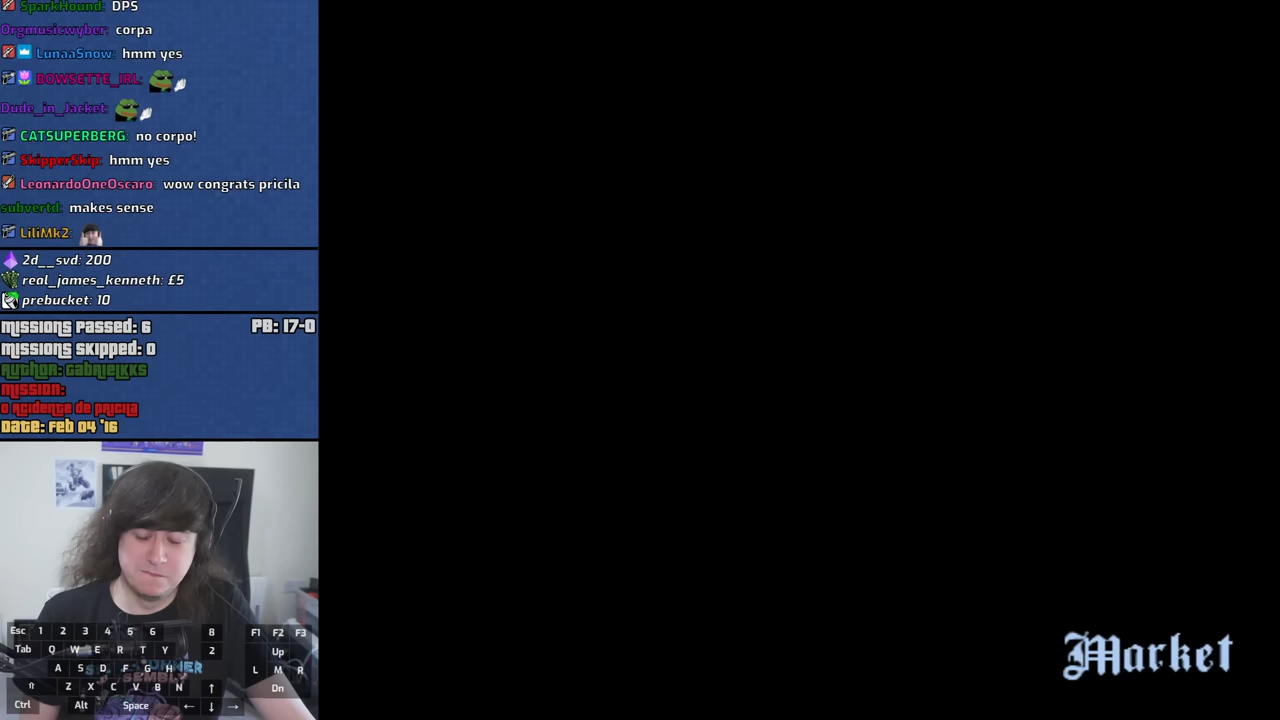 SparkHound: DPS
Orgmusicwyber: corpa
LunaaSnow: hmm yes
BOWSETTE_IRL:
Dude_in_Jacket:
CATSUPERBERG: no corpo!
SkipperSkip: hmm yes
LeonardoOneOscaro: wow congrats pricila
subvertd: makes sense
LiliMk2:
2d__svd: 200
real_james_kenneth: £5
prebucket: 10
Missions Passed: 6 PB: 17-0
Missions Skipped: 0
Author: GabrielKKS
Mission:
O Acidente de Pricila
Date: Feb 04 '16
Esc 1 2 3 4 5 6 8 F1 F2 F3
Tab Q W E R T Y 2 Up
A S D F G H L M R
⇧ Z X C V B N ↑ Dn
Ctrl Alt Space ← ↓ →
Market